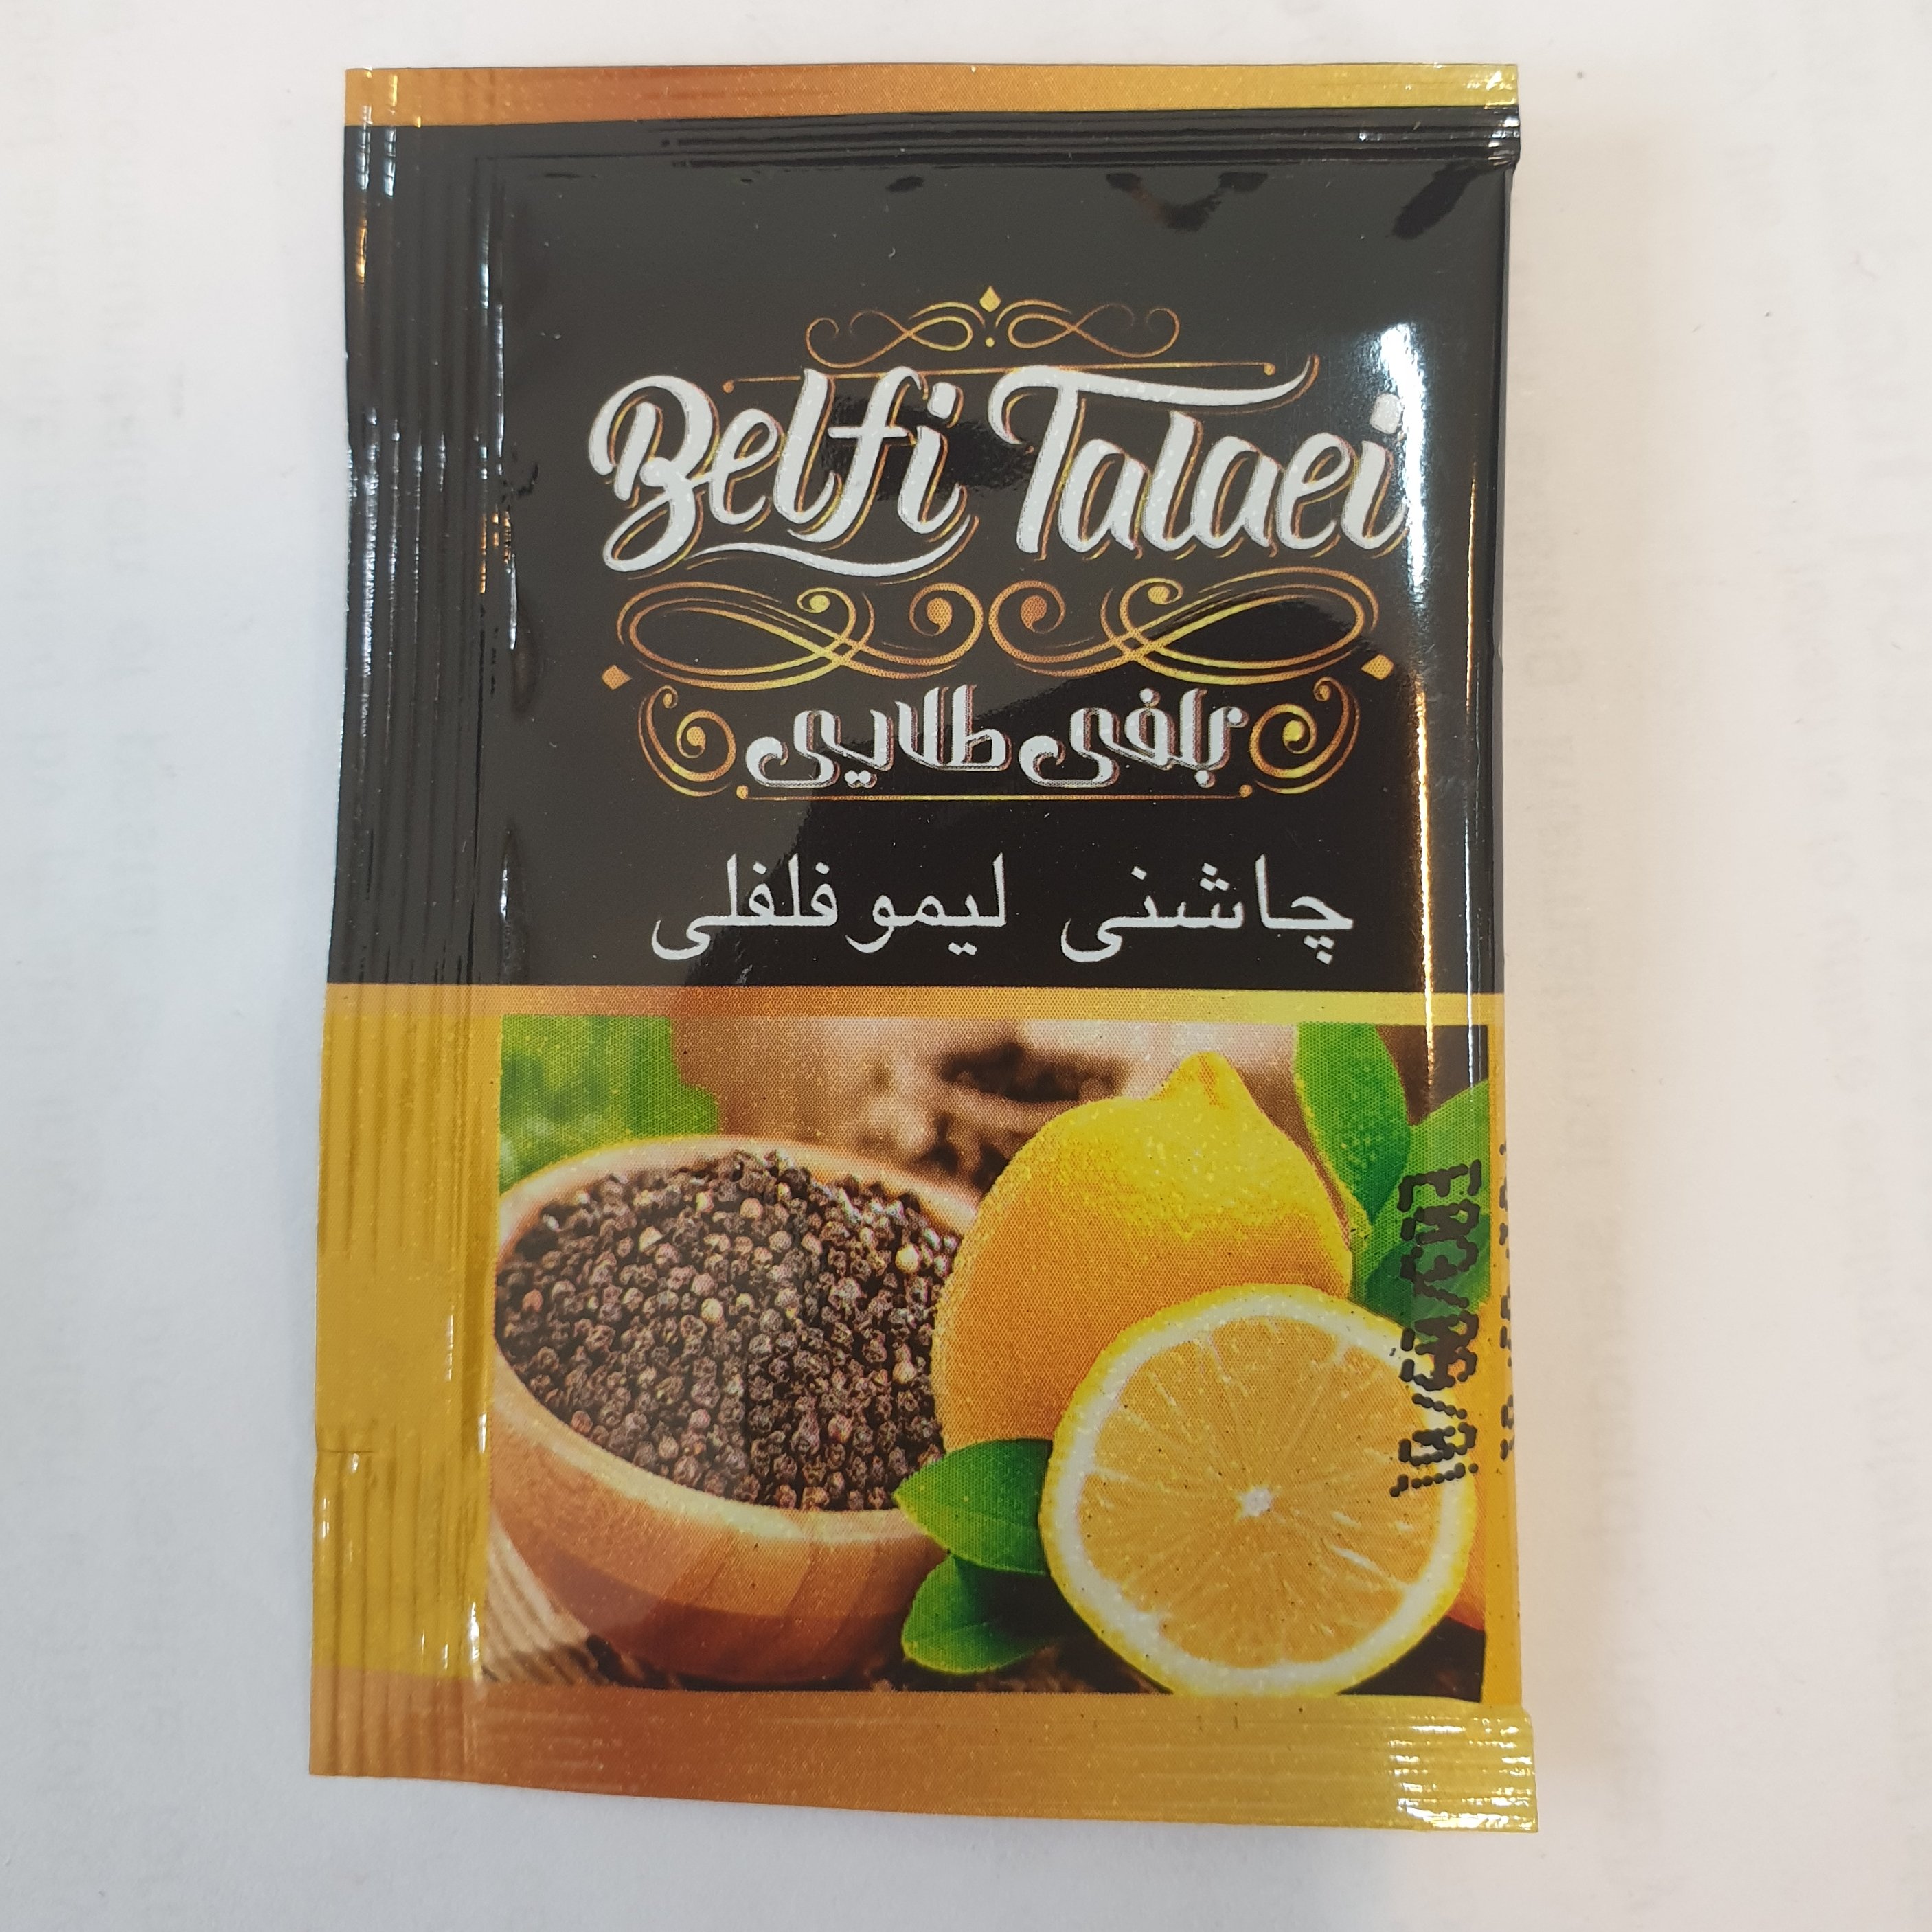 Belfi Talaei
بلفی طلایی
چاشنی لیمو فلفلی